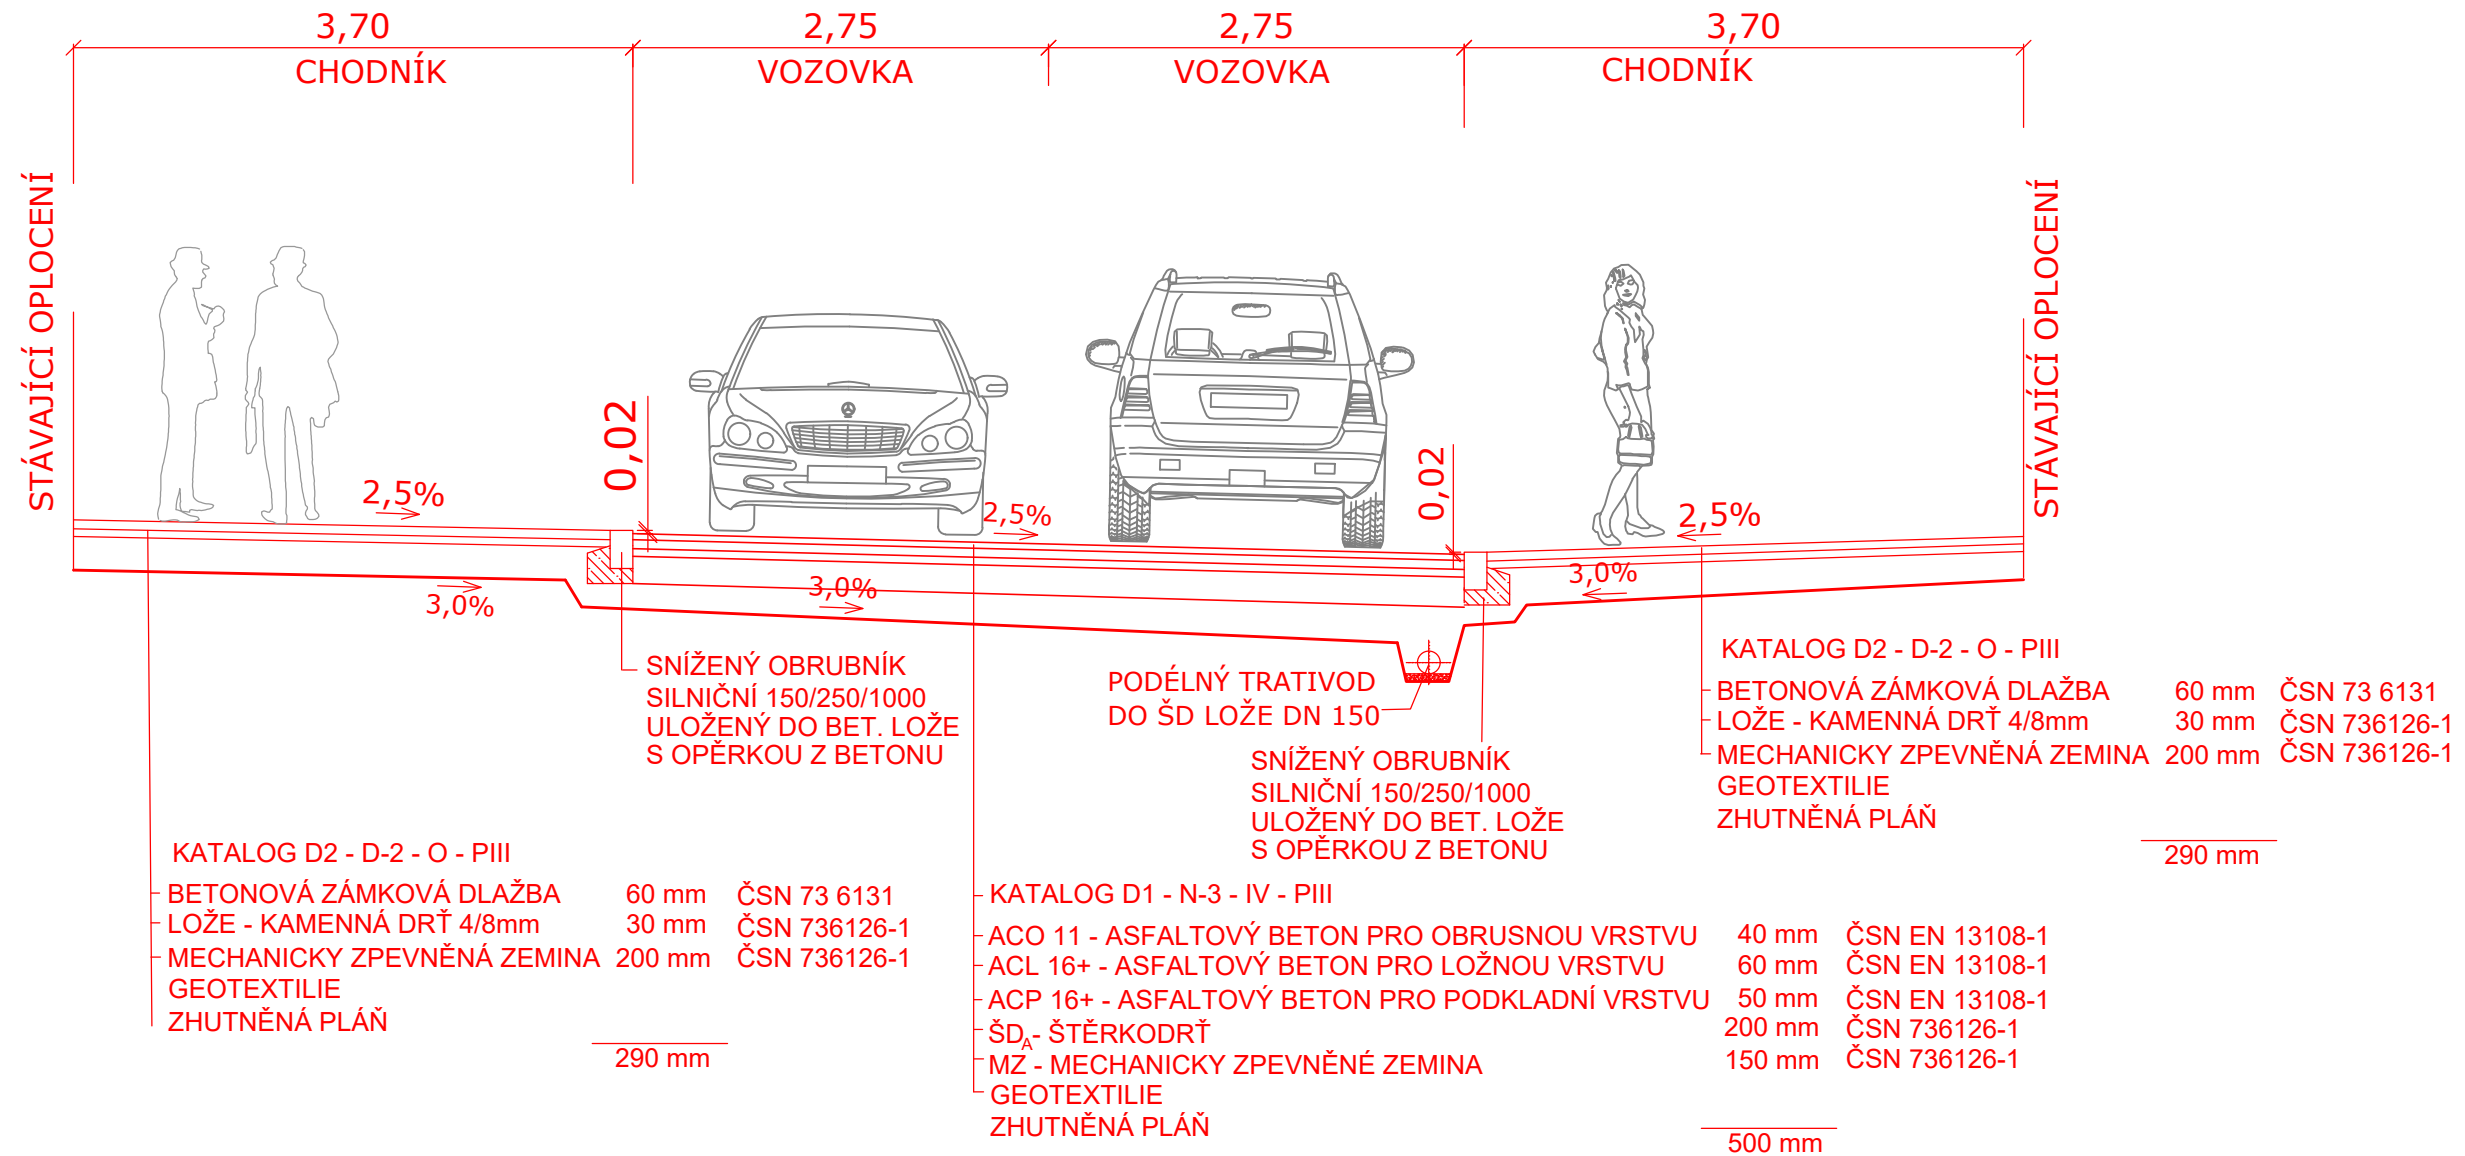 3,70
2,75
2,75
3,70
CHODNÍK
VOZOVKA
VOZOVKA
CHODNÍK
STÁVAJÍCÍ OPLOCENÍ
STÁVAJÍCÍ OPLOCENÍ
0,02
0,02
2,5%
2,5%
2,5%
3,0%
3,0%
3,0%
SNÍŽENÝ OBRUBNÍK
SILNIČNÍ 150/250/1000
ULOŽENÝ DO BET. LOŽE
S OPĚRKOU Z BETONU
PODÉLNÝ TRATIVOD
DO ŠD LOŽE DN 150
SNÍŽENÝ OBRUBNÍK
SILNIČNÍ 150/250/1000
ULOŽENÝ DO BET. LOŽE
S OPĚRKOU Z BETONU
KATALOG D2 - D-2 - O - PIII
BETONOVÁ ZÁMKOVÁ DLAŽBA 60 mm ČSN 73 6131
LOŽE - KAMENNÁ DRŤ 4/8mm 30 mm ČSN 736126-1
MECHANICKY ZPEVNĚNÁ ZEMINA 200 mm ČSN 736126-1
GEOTEXTILIE
ZHUTNĚNÁ PLÁŇ
290 mm
KATALOG D2 - D-2 - O - PIII
BETONOVÁ ZÁMKOVÁ DLAŽBA 60 mm ČSN 73 6131
LOŽE - KAMENNÁ DRŤ 4/8mm 30 mm ČSN 736126-1
MECHANICKY ZPEVNĚNÁ ZEMINA 200 mm ČSN 736126-1
GEOTEXTILIE
ZHUTNĚNÁ PLÁŇ
290 mm
KATALOG D1 - N-3 - IV - PIII
ACO 11 - ASFALTOVÝ BETON PRO OBRUSNOU VRSTVU 40 mm ČSN EN 13108-1
ACL 16+ - ASFALTOVÝ BETON PRO LOŽNOU VRSTVU 60 mm ČSN EN 13108-1
ACP 16+ - ASFALTOVÝ BETON PRO PODKLADNÍ VRSTVU 50 mm ČSN EN 13108-1
ŠDA- ŠTĚRKODRŤ 200 mm ČSN 736126-1
MZ - MECHANICKY ZPEVNĚNÉ ZEMINA 150 mm ČSN 736126-1
GEOTEXTILIE
ZHUTNĚNÁ PLÁŇ
500 mm